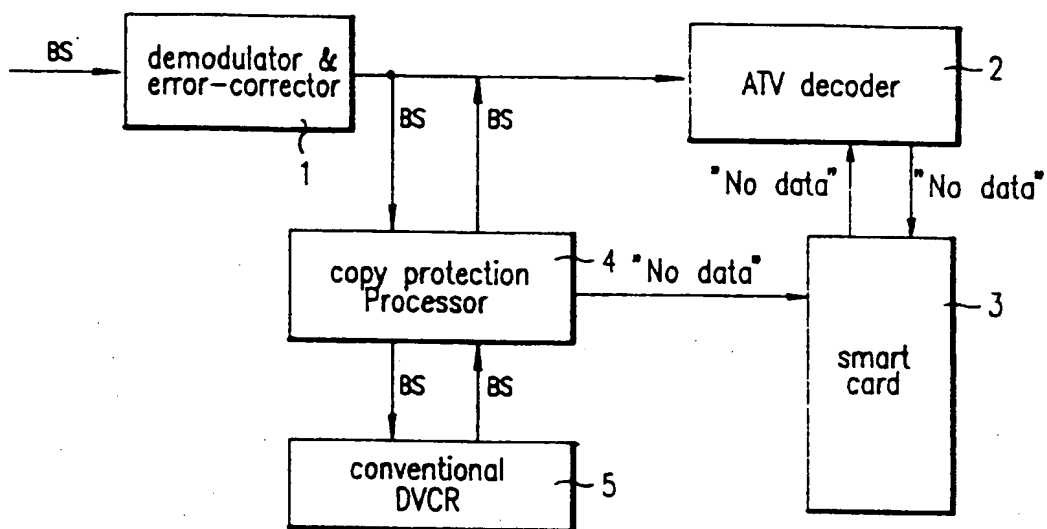 BS
demodulator &
error-corrector
1
ATV decoder
2
BS
BS
"No data"
"No data"
copy protection
Processor
4
"No data"
smart
card
3
BS
BS
conventional
DVCR
5